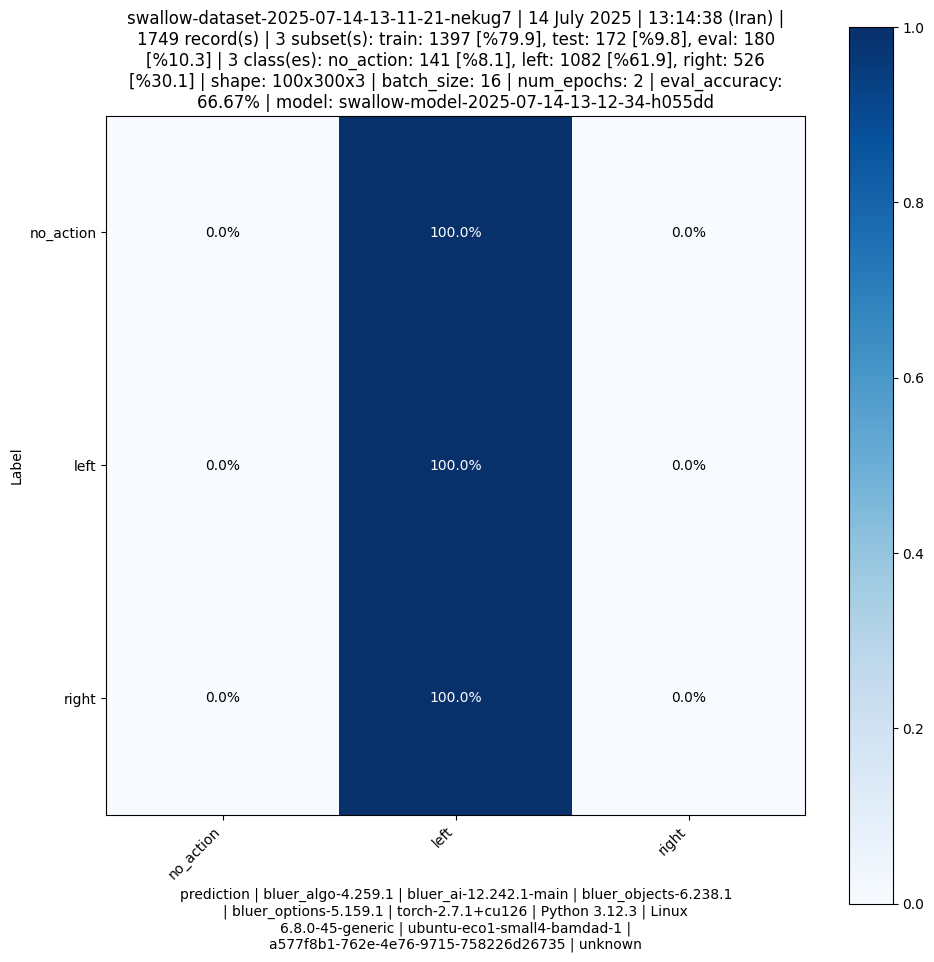 swallow-dataset-2025-07-14-13-11-21-nekug7 | 14 July 2025 | 13:14:38 (Iran) |
1749 record(s) | 3 subset(s): train: 1397 [%79.9], test: 172 [%9.8], eval: 180
[%10.3] | 3 class(es): no_action: 141 [%8.1], left: 1082 [%61.9], right: 526
[%30.1] | shape: 100x300x3 | batch_size: 16 | num_epochs: 2 | eval_accuracy:
66.67% | model: swallow-model-2025-07-14-13-12-34-h055dd
1.0
0.8
0.6
0.4
0.2
0.0
Label
no_action
0.0% 100.0% 0.0%
left
0.0% 100.0% 0.0%
right
0.0% 100.0% 0.0%
no_action left right
prediction | bluer_algo-4.259.1 | bluer_ai-12.242.1-main | bluer_objects-6.238.1
| bluer_options-5.159.1 | torch-2.7.1+cu126 | Python 3.12.3 | Linux
6.8.0-45-generic | ubuntu-eco1-small4-bamdad-1 |
a577f8b1-762e-4e76-9715-758226d26735 | unknown